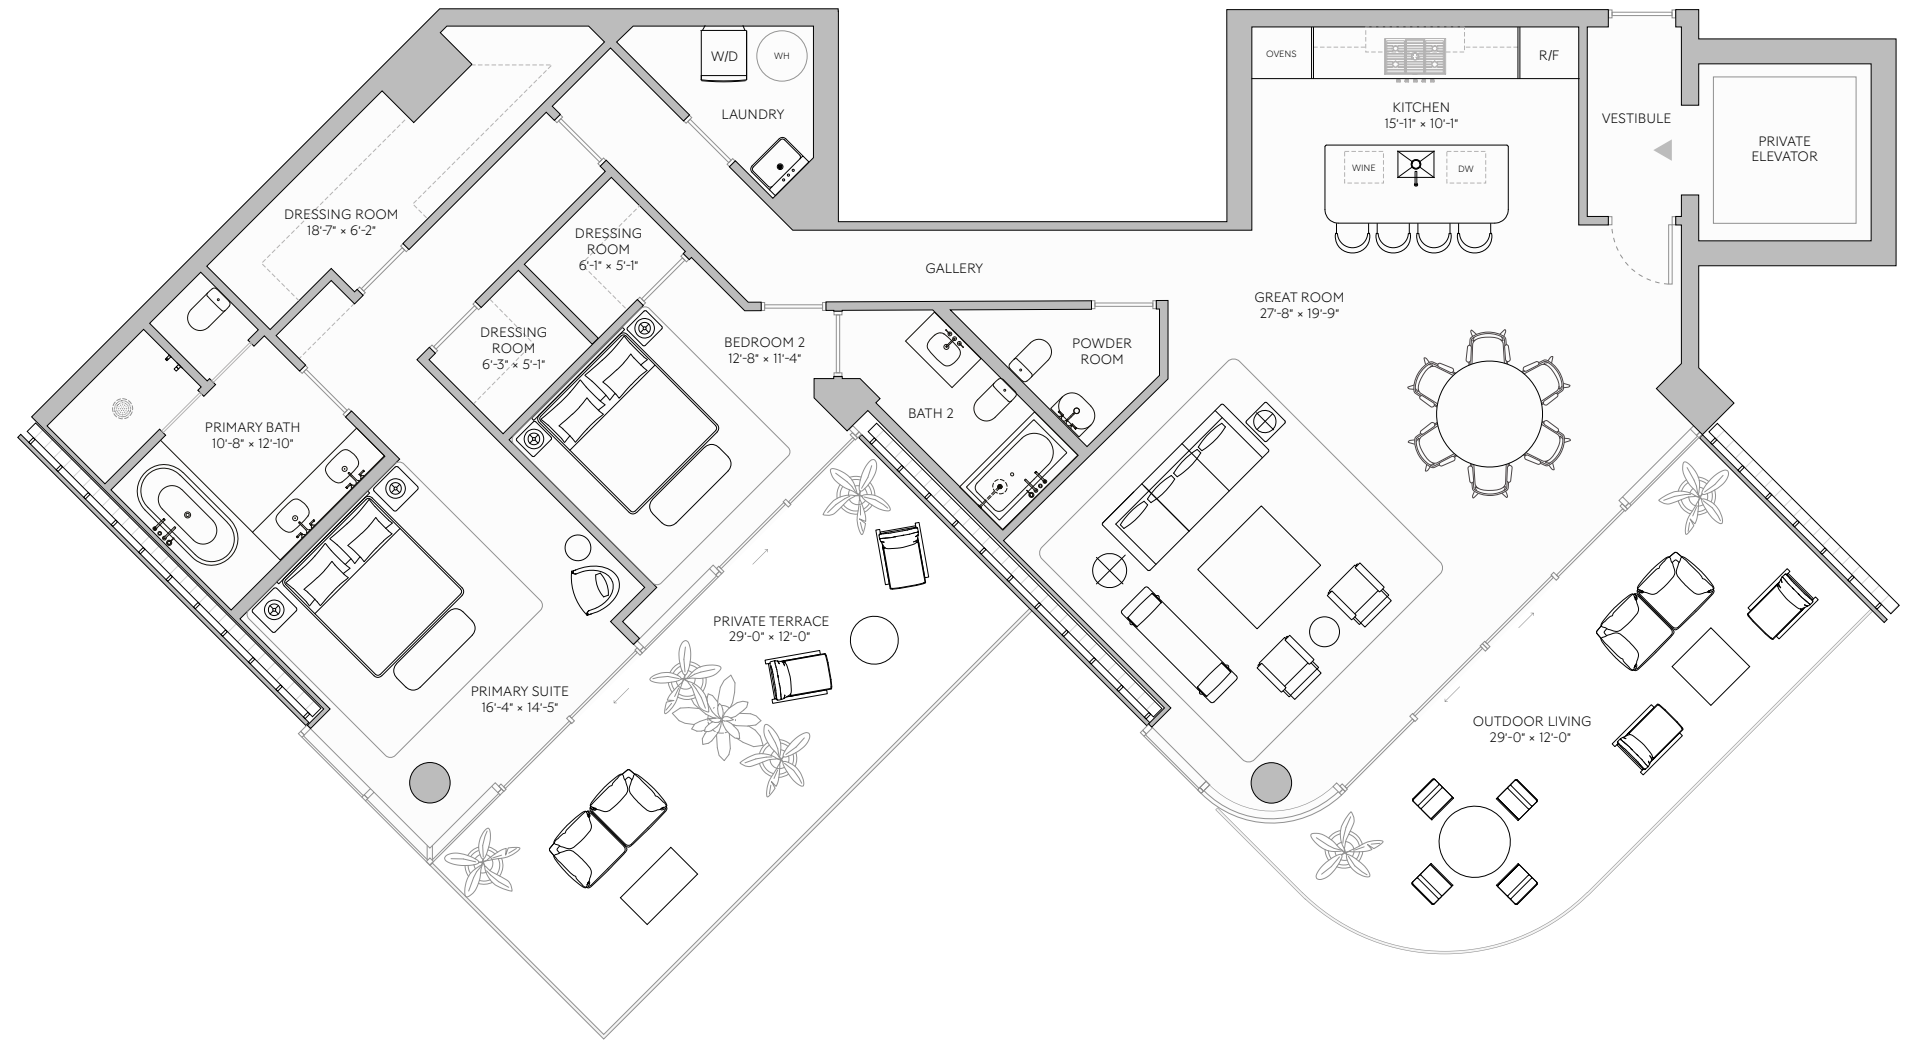 OVENS
R/F
W/D
WH
KITCHEN
15'-11" × 10'-1"
LAUNDRY
VESTIBULE
PRIVATE
ELEVATOR
WINE
DW
DRESSING ROOM
18'-7" × 6'-2"
DRESSING
ROOM
6'-1" × 5'-1"
GALLERY
GREAT ROOM
27'-8" × 19'-9"
DRESSING
ROOM
6'-3" × 5'-1"
BEDROOM 2
12'-8" × 11'-4"
POWDER
ROOM
BATH 2
PRIMARY BATH
10'-8" × 12'-10"
PRIVATE TERRACE
29'-0" × 12'-0"
PRIMARY SUITE
16'-4" × 14'-5"
OUTDOOR LIVING
29'-0" × 12'-0"